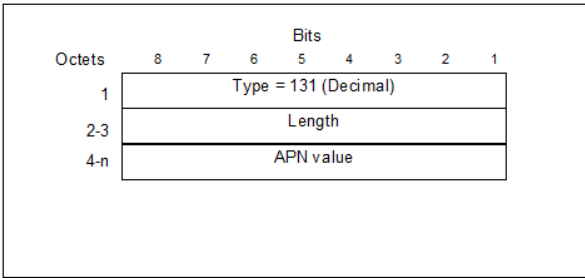 Bits
Octets 8 7 6 5 4 3 2 1
1 Type = 131 (Decimal)
2-3 Length
4-n APN value